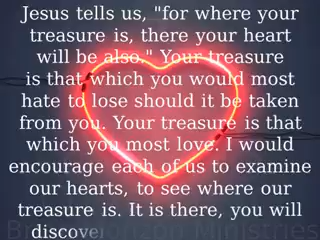 Jesus tells us, "for where your
treasure is, there your heart
will be also." Your treasure
is that which you would most
hate to lose should it be taken
from you. Your treasure is that
which you most love. I would
encourage each of us to examine
our hearts, to see where our
treasure is. It is there, you will
discover
Ministries